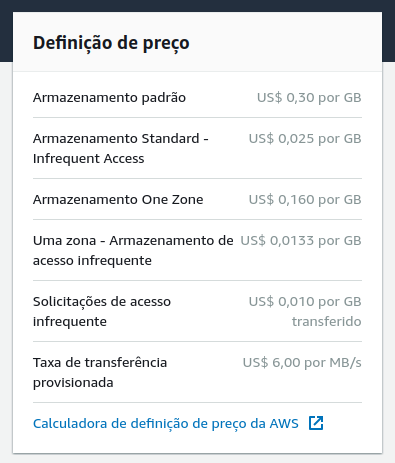 Definição de preço
Armazenamento padrão
US$ 0,30 por GB
Armazenamento Standard -
Infrequent Access
US$ 0,025 por GB
Armazenamento One Zone
US$ 0,160 por GB
Uma zona - Armazenamento de
acesso infrequente
US$ 0,0133 por GB
Solicitações de acesso
infrequente
US$ 0,010 por GB
transferido
Taxa de transferência
provisionada
US$ 6,00 por MB/s
Calculadora de definição de preço da AWS